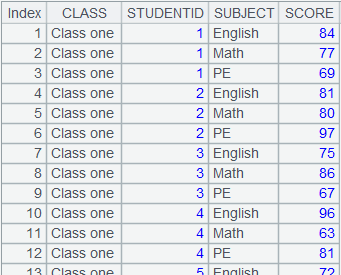 Index CLASS STUDENTID SUBJECT SCORE
1 Class one 1 English 84
2 Class one 1 Math 77
3 Class one 1 PE 69
4 Class one 2 English 81
5 Class one 2 Math 80
6 Class one 2 PE 97
7 Class one 3 English 75
8 Class one 3 Math 86
9 Class one 3 PE 67
10 Class one 4 English 96
11 Class one 4 Math 63
12 Class one 4 PE 81
13 Class one 5 English 72